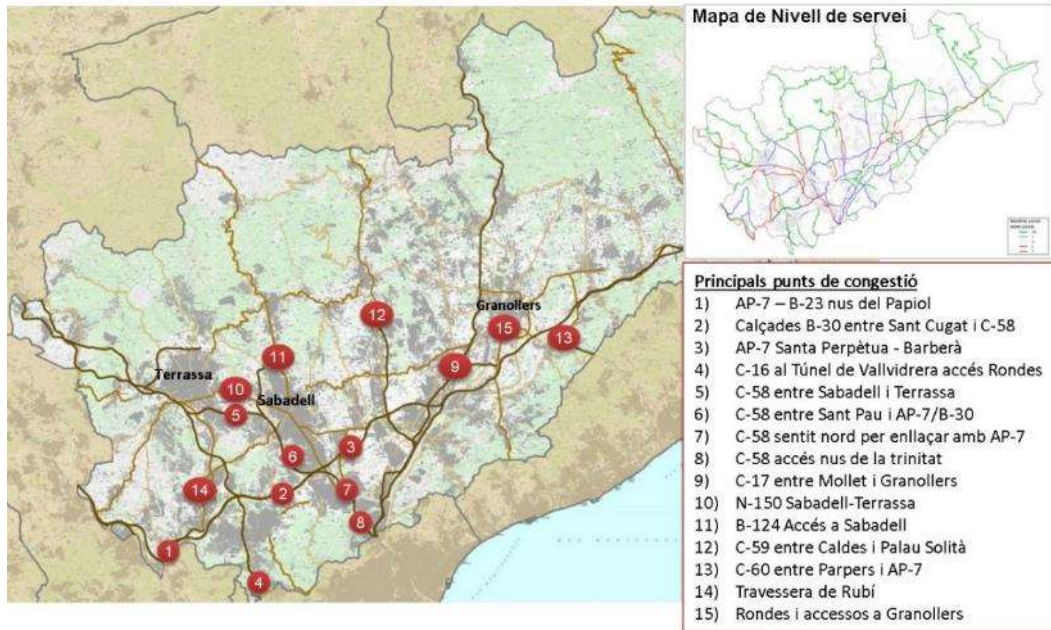 Mapa de Nivell de servei
Terrassa
Sabadell
Granollers
12
15
13
11
9
10
5
3
6
14
2
7
8
1
4
Principals punts de congestió
1) AP-7 – B-23 nus del Papiol
2) Calçades B-30 entre Sant Cugat i C-58
3) AP-7 Santa Perpètua - Barberà
4) C-16 al Túnel de Vallvidrera accés Rondes
5) C-58 entre Sabadell i Terrassa
6) C-58 entre Sant Pau i AP-7/B-30
7) C-58 sentit nord per enllaçar amb AP-7
8) C-58 accés nus de la trinitat
9) C-17 entre Mollet i Granollers
10) N-150 Sabadell-Terrassa
11) B-124 Accés a Sabadell
12) C-59 entre Caldes i Palau Solità
13) C-60 entre Parpers i AP-7
14) Travessera de Rubí
15) Rondes i accessos a Granollers